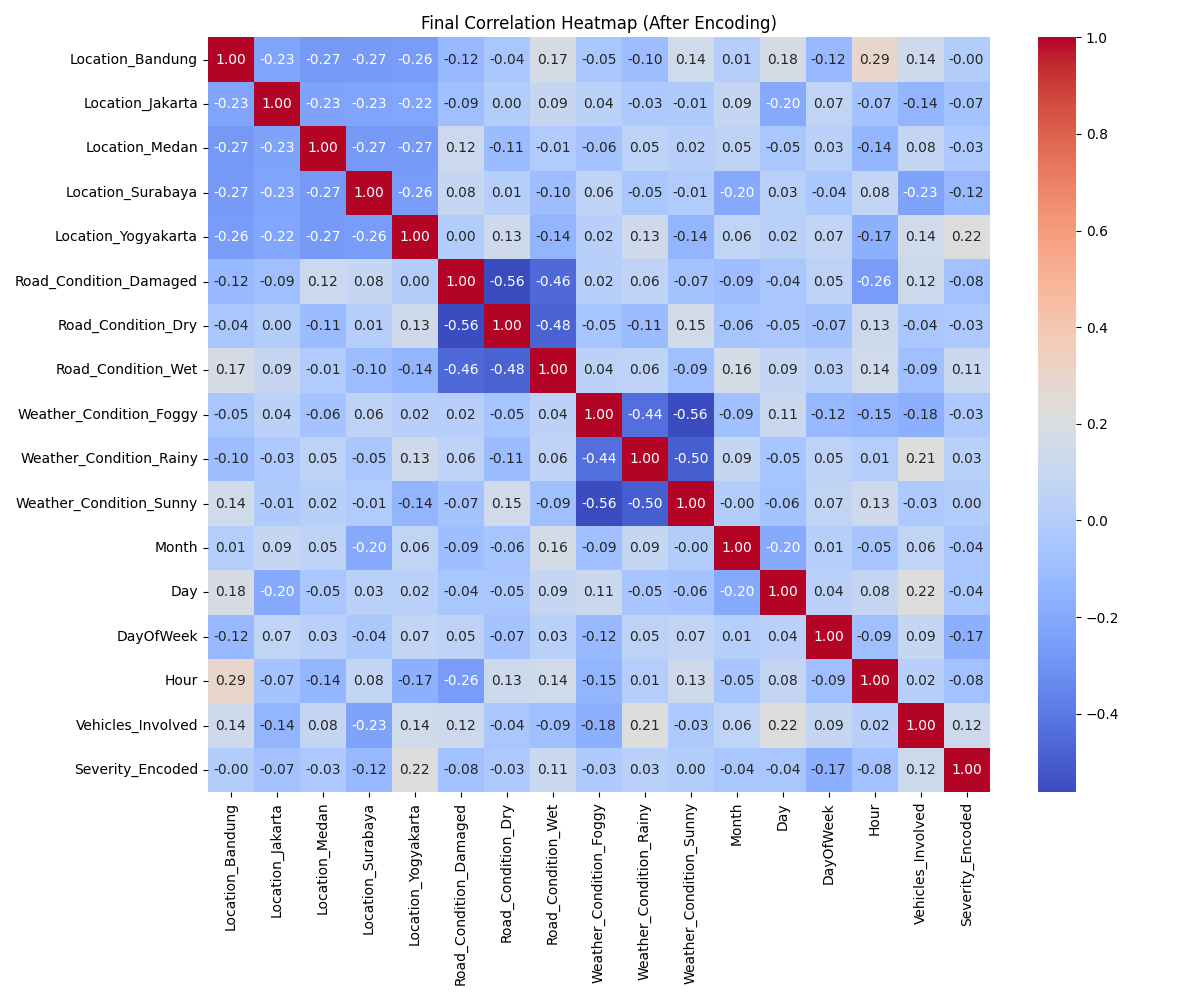 Final Correlation Heatmap (After Encoding)
Location_Bandung 1.00 -0.23 -0.27 -0.27 -0.26 -0.12 -0.04 0.17 -0.05 -0.10 0.14 0.01 0.18 -0.12 0.29 0.14 -0.00
Location_Jakarta -0.23 1.00 -0.23 -0.23 -0.22 -0.09 0.00 0.09 0.04 -0.03 -0.01 0.09 -0.20 0.07 -0.07 -0.14 -0.07
Location_Medan -0.27 -0.23 1.00 -0.27 -0.27 0.12 -0.11 -0.01 -0.06 0.05 0.02 0.05 -0.05 0.03 -0.14 0.08 -0.03
Location_Surabaya -0.27 -0.23 -0.27 1.00 -0.26 0.08 0.01 -0.10 0.06 -0.05 -0.01 -0.20 0.03 -0.04 0.08 -0.23 -0.12
Location_Yogyakarta -0.26 -0.22 -0.27 -0.26 1.00 0.00 0.13 -0.14 0.02 0.13 -0.14 0.06 0.02 0.07 -0.17 0.14 0.22
Road_Condition_Damaged -0.12 -0.09 0.12 0.08 0.00 1.00 -0.56 -0.46 0.02 0.06 -0.07 -0.09 -0.04 0.05 -0.26 0.12 -0.08
Road_Condition_Dry -0.04 0.00 -0.11 0.01 0.13 -0.56 1.00 -0.48 -0.05 -0.11 0.15 -0.06 -0.05 -0.07 0.13 -0.04 -0.03
Road_Condition_Wet 0.17 0.09 -0.01 -0.10 -0.14 -0.46 -0.48 1.00 0.04 0.06 -0.09 0.16 0.09 0.03 0.14 -0.09 0.11
Weather_Condition_Foggy -0.05 0.04 -0.06 0.06 0.02 0.02 -0.05 0.04 1.00 -0.44 -0.56 -0.09 0.11 -0.12 -0.15 -0.18 -0.03
Weather_Condition_Rainy -0.10 -0.03 0.05 -0.05 0.13 0.06 -0.11 0.06 -0.44 1.00 -0.50 0.09 -0.05 0.05 0.01 0.21 0.03
Weather_Condition_Sunny 0.14 -0.01 0.02 -0.01 -0.14 -0.07 0.15 -0.09 -0.56 -0.50 1.00 -0.00 -0.06 0.07 0.13 -0.03 0.00
Month 0.01 0.09 0.05 -0.20 0.06 -0.09 -0.06 0.16 -0.09 0.09 -0.00 1.00 -0.20 0.01 -0.05 0.06 -0.04
Day 0.18 -0.20 -0.05 0.03 0.02 -0.04 -0.05 0.09 0.11 -0.05 -0.06 -0.20 1.00 0.04 0.08 0.22 -0.04
DayOfWeek -0.12 0.07 0.03 -0.04 0.07 0.05 -0.07 0.03 -0.12 0.05 0.07 0.01 0.04 1.00 -0.09 0.09 -0.17
Hour 0.29 -0.07 -0.14 0.08 -0.17 -0.26 0.13 0.14 -0.15 0.01 0.13 -0.05 0.08 -0.09 1.00 0.02 -0.08
Vehicles_Involved 0.14 -0.14 0.08 -0.23 0.14 0.12 -0.04 -0.09 -0.18 0.21 -0.03 0.06 0.22 0.09 0.02 1.00 0.12
Severity_Encoded -0.00 -0.07 -0.03 -0.12 0.22 -0.08 -0.03 0.11 -0.03 0.03 0.00 -0.04 -0.04 -0.17 -0.08 0.12 1.00
Location_Bandung
Location_Jakarta
Location_Medan
Location_Surabaya
Location_Yogyakarta
Road_Condition_Damaged
Road_Condition_Dry
Road_Condition_Wet
Weather_Condition_Foggy
Weather_Condition_Rainy
Weather_Condition_Sunny
Month
Day
DayOfWeek
Hour
Vehicles_Involved
Severity_Encoded
1.0
0.8
0.6
0.4
0.2
0.0
−0.2
−0.4